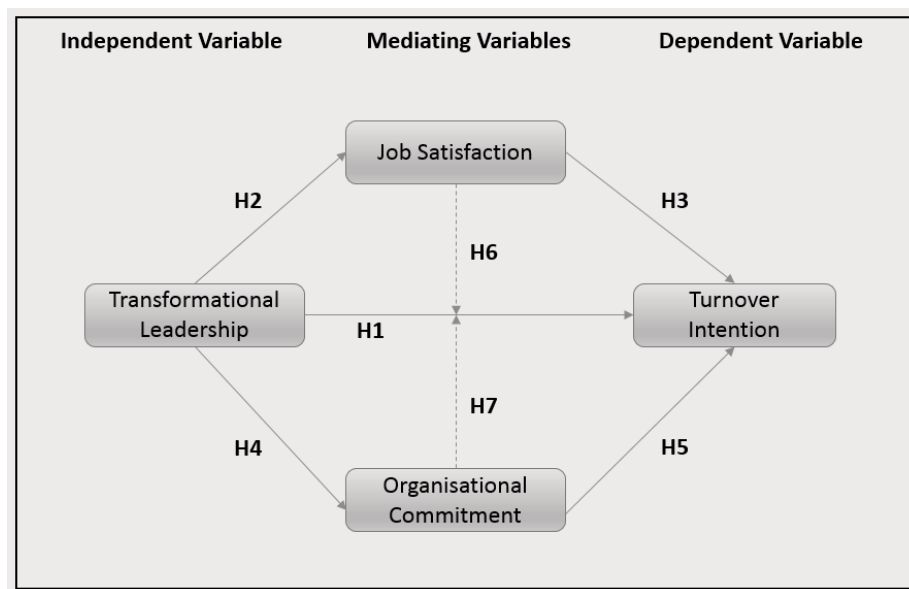 Independent Variable
Mediating Variables
Dependent Variable
Job Satisfaction
H2
H3
H6
Transformational
Leadership
H1
Turnover
Intention
H7
H4
H5
Organisational
Commitment